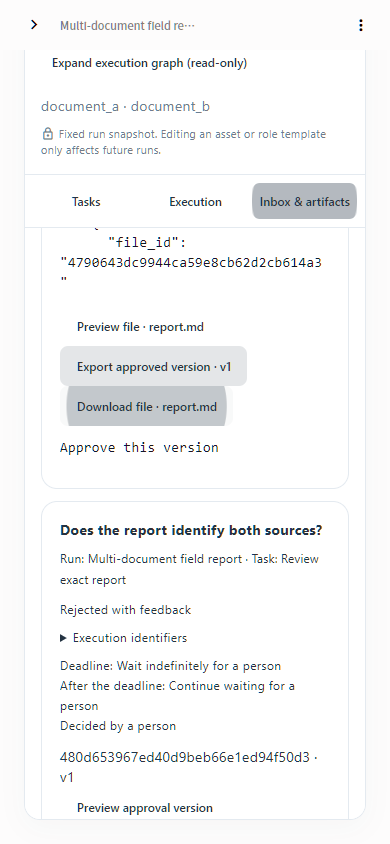 Multi-document field re···
Expand execution graph (read-only)
document_a · document_b
Fixed run snapshot. Editing an asset or role template
only affects future runs.
Tasks
Execution
Inbox & artifacts
"file_id":
"4790643dc9944ca59e8cb62d2cb614a3
"
Preview file · report.md
Export approved version · v1
Download file · report.md
Approve this version
Does the report identify both sources?
Run: Multi-document field report · Task: Review
exact report
Rejected with feedback
Execution identifiers
Deadline: Wait indefinitely for a person
After the deadline: Continue waiting for a
person
Decided by a person
480d653967ed40d9beb66e1ed94f50d3 ·
v1
Preview approval version